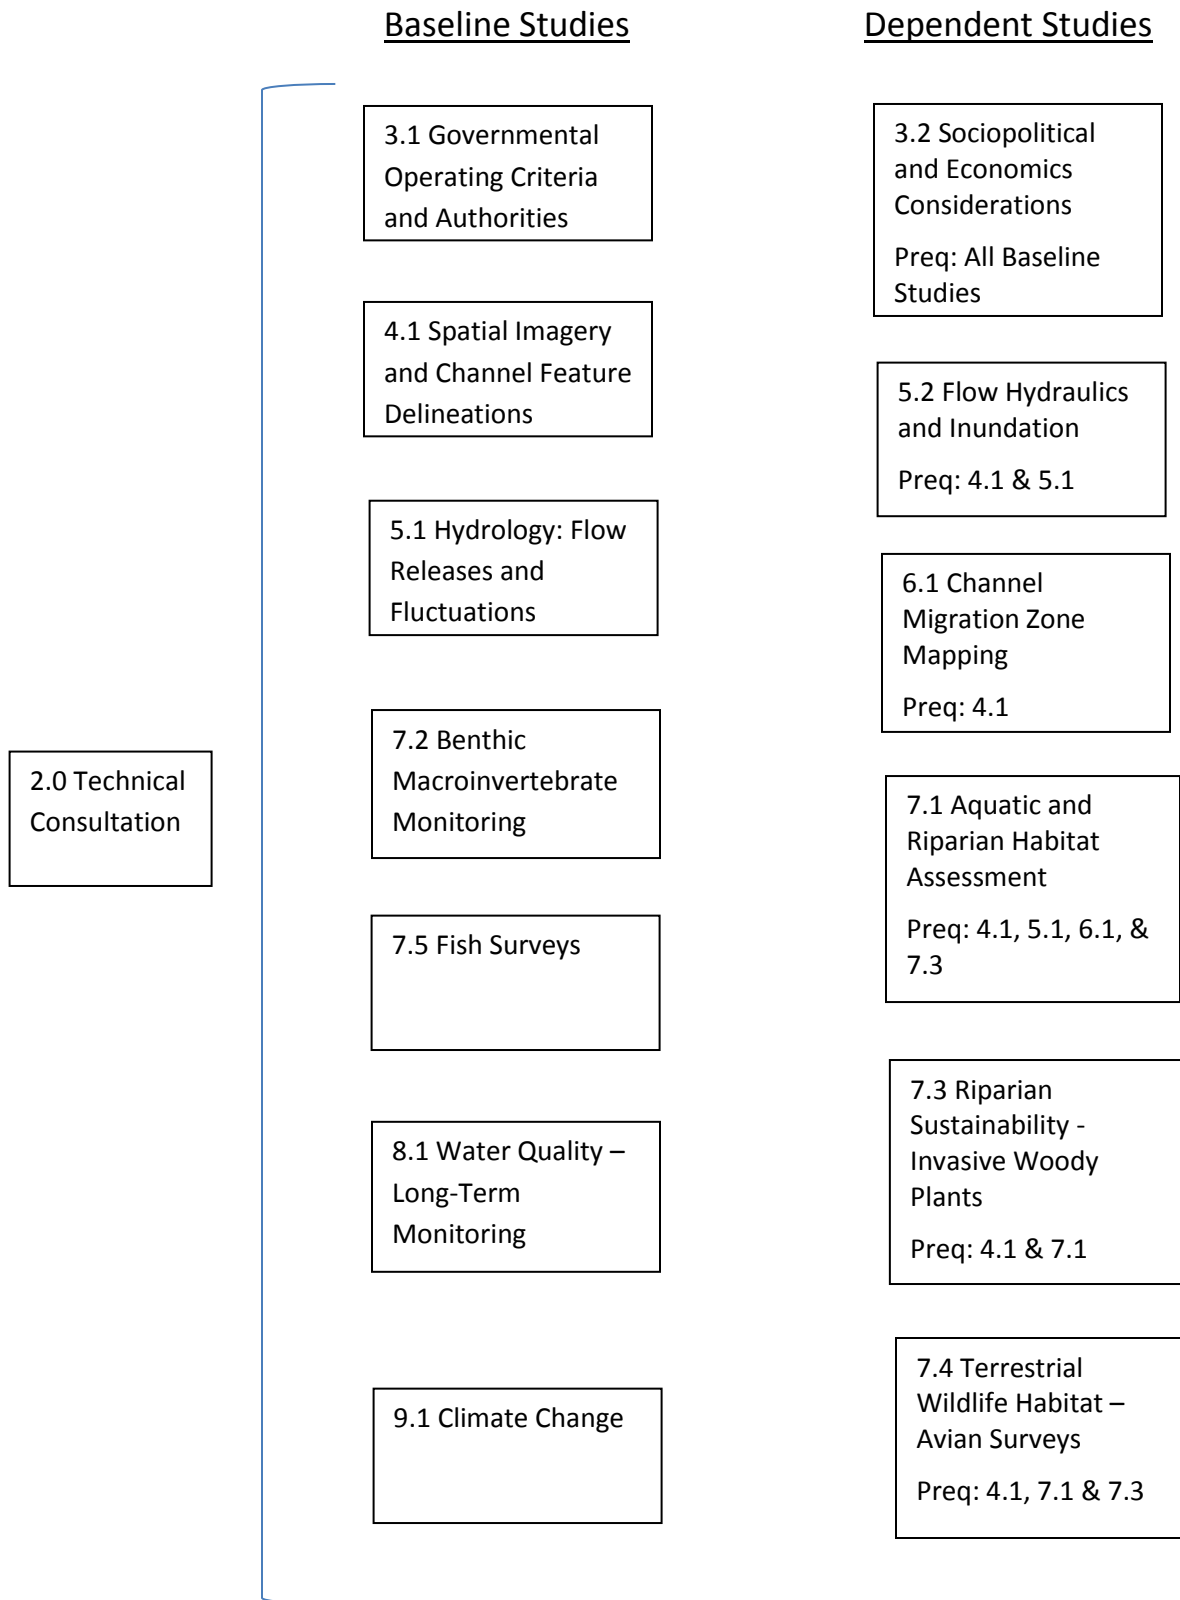 Baseline Studies
Dependent Studies
2.0 Technical
Consultation
3.1 Governmental
Operating Criteria
and Authorities
4.1 Spatial Imagery
and Channel Feature
Delineations
5.1 Hydrology: Flow
Releases and
Fluctuations
7.2 Benthic
Macroinvertebrate
Monitoring
7.5 Fish Surveys
8.1 Water Quality –
Long-Term
Monitoring
9.1 Climate Change
3.2 Sociopolitical
and Economics
Considerations
Preq: All Baseline
Studies
5.2 Flow Hydraulics
and Inundation
Preq: 4.1 & 5.1
6.1 Channel
Migration Zone
Mapping
Preq: 4.1
7.1 Aquatic and
Riparian Habitat
Assessment
Preq: 4.1, 5.1, 6.1, &
7.3
7.3 Riparian
Sustainability -
Invasive Woody
Plants
Preq: 4.1 & 7.1
7.4 Terrestrial
Wildlife Habitat –
Avian Surveys
Preq: 4.1, 7.1 & 7.3